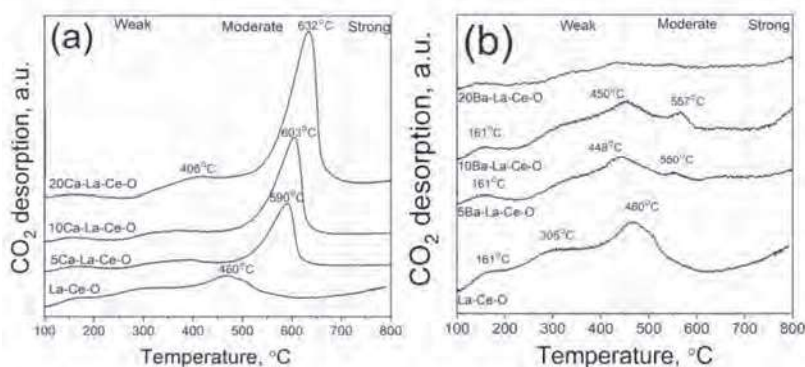 (a)
Weak
Moderate
Strong
632°C
603°C
406°C
590°C
460°C
20Ca-La-Ce-O
10Ca-La-Ce-O
5Ca-La-Ce-O
La-Ce-O
CO2 desorption, a.u.
100 200 300 400 500 600 700 800
Temperature, °C
(b)
Weak
Moderate
Strong
20Ba-La-Ce-O
450°C
557°C
161°C
10Ba-La-Ce-O
448°C
550°C
161°C
5Ba-La-Ce-O
460°C
305°C
161°C
La-Ce-O
CO2 desorption, a.u.
100 200 300 400 500 600 700 800
Temperature, °C